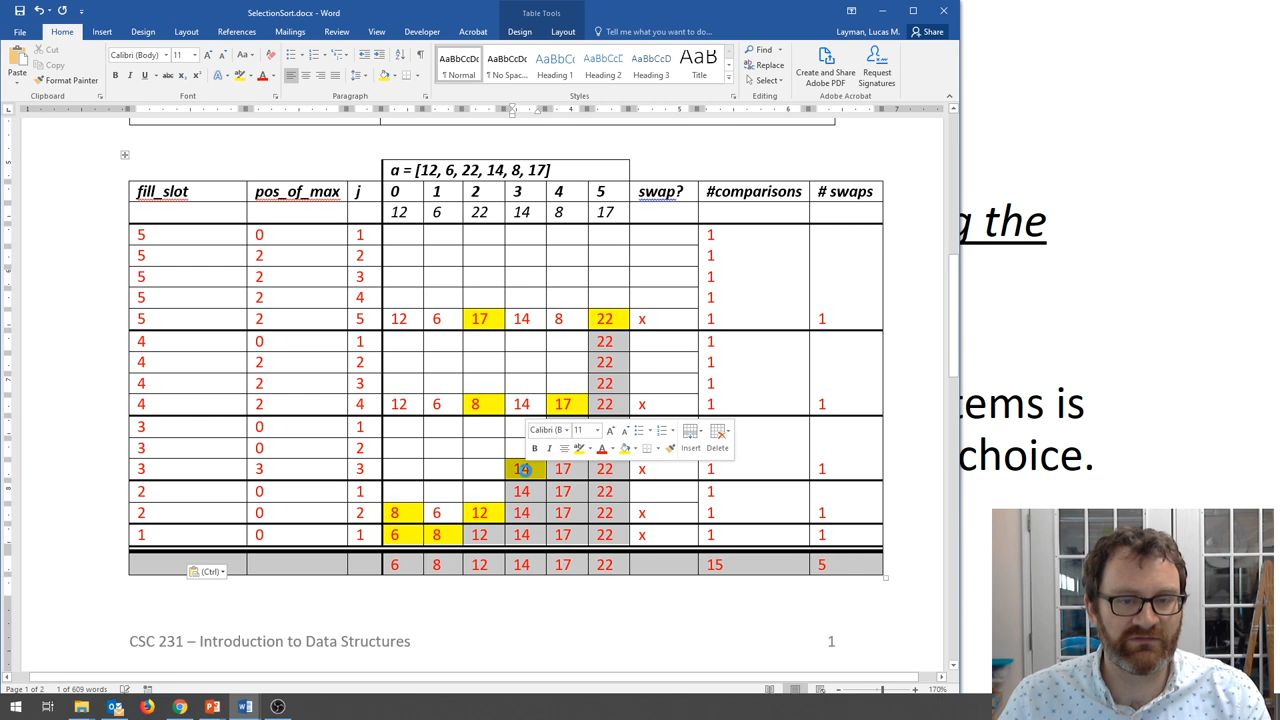 SelectionSort.docx - Word
Table Tools
Layman, Lucas M.
File Home Insert Draw Design Layout References Mailings Review View Developer Acrobat Design Layout Tell me what you want to do... Share
Cut
Copy
Format Painter
Paste
Calibri (Body) 11
AaBbCcDc AaBbCcDc AaBbCc AaBbCcC AaBbCcD AaB
¶ Normal ¶ No Spac... Heading 1 Heading 2 Heading 3 Title
Find
Replace
Select
Create and Share Adobe PDF
Request Signatures
Clipboard Font Paragraph Styles Editing Adobe Acrobat
a = [12, 6, 22, 14, 8, 17]
fill_slot pos_of_max j 0 1 2 3 4 5 swap? #comparisons # swaps
12 6 22 14 8 17
5 0 1 1
5 2 2 1
5 2 3 1
5 2 4 1
5 2 5 12 6 17 14 8 22 x 1 1
4 0 1 22 1
4 2 2 22 1
4 2 3 22 1
4 2 4 12 6 8 14 17 22 x 1 1
3 0 1
3 0 2
Calibri (B 11
Insert Delete
3 3 3 14 17 22 x 1 1
2 0 1 14 17 22 1
2 0 2 8 6 12 14 17 22 x 1 1
1 0 1 6 8 12 14 17 22 x 1 1
6 8 12 14 17 22 15 5
(Ctrl)
CSC 231 – Introduction to Data Structures 1
Page 1 of 2 1 of 609 words 170%
g the
tems is
choice.